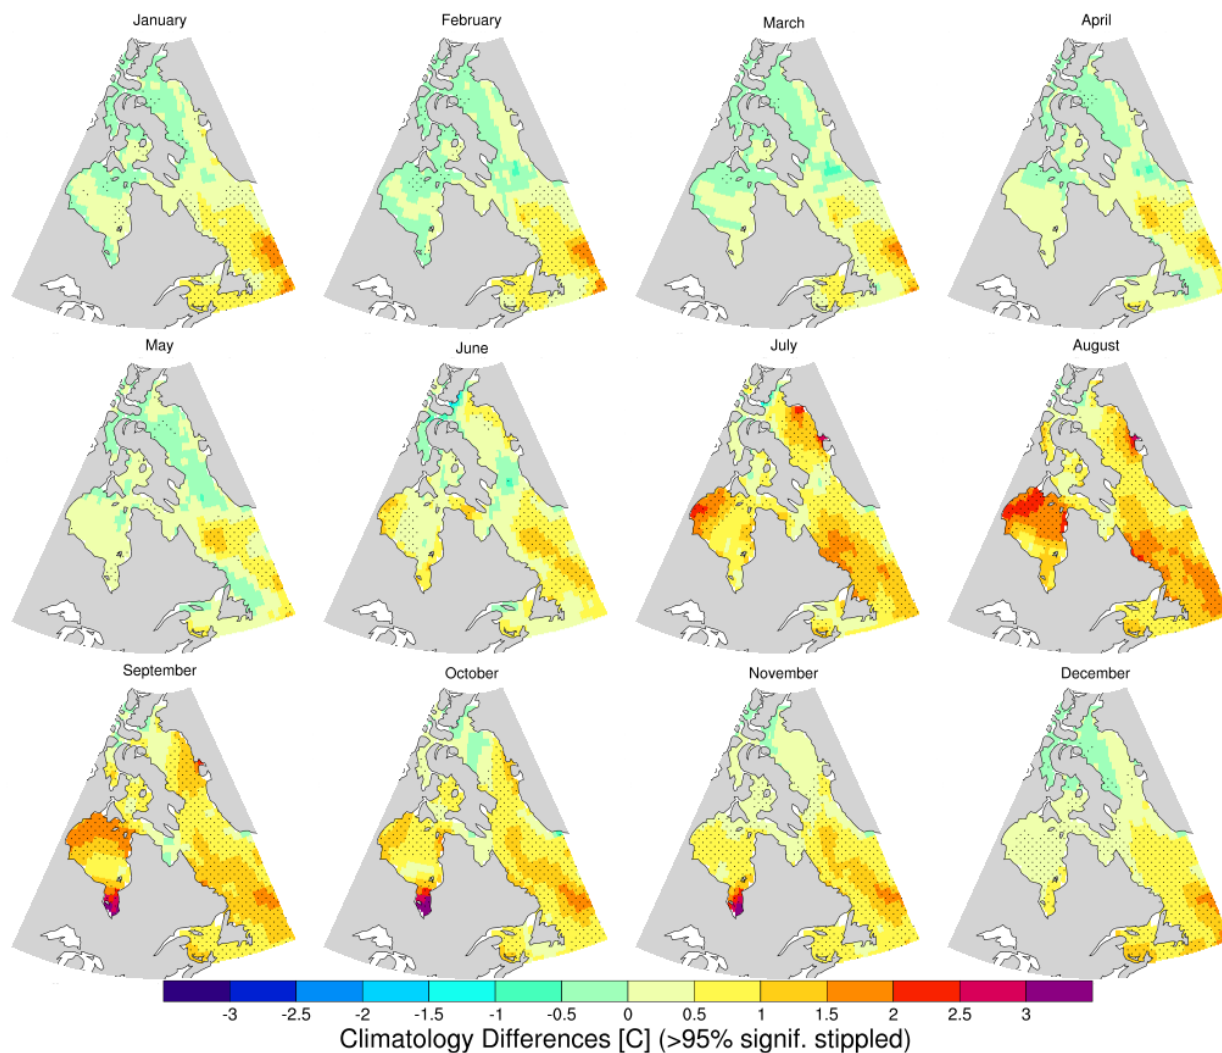 January
February
March
April
May
June
July
August
September
October
November
December
-3 -2.5 -2 -1.5 -1 -0.5 0 0.5 1 1.5 2 2.5 3
Climatology Differences [C] (>95% signif. stippled)